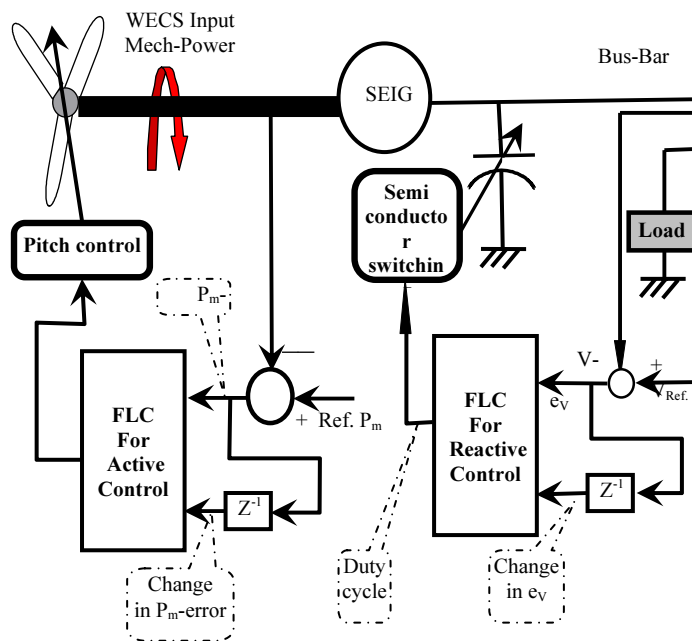 WECS Input
Mech-Power
SEIG
Bus-Bar
Semi
conducto
r
switchin
Load
Pitch control
Pm-
V-
+
VRef.
eV
+ Ref. Pm
FLC
For
Active
Control
FLC
For
Reactive
Control
Z-1
Z-1
Change
in Pm-error
Duty
cycle
Change
in eV